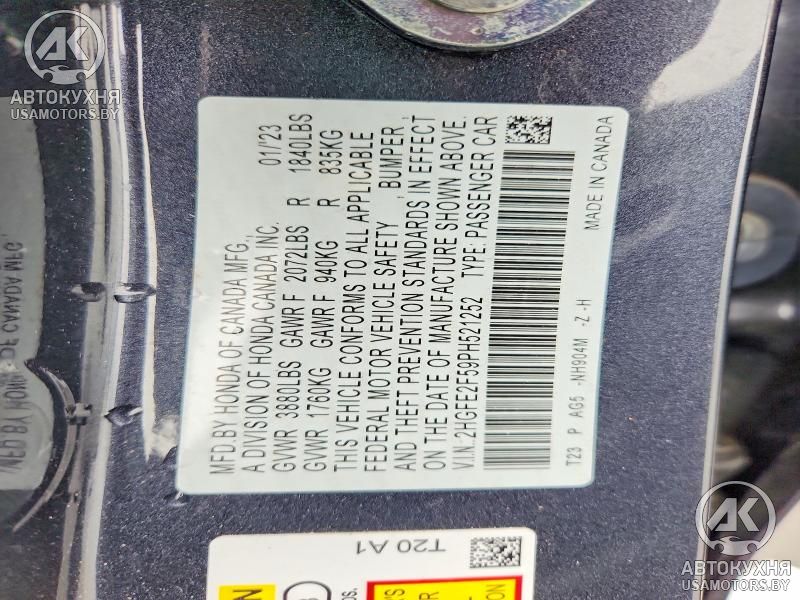 MFD.BY HONDA OF CANADA MFG.,
A DIVISION OF HONDA CANADA INC. 01/'23
GVWR 3880LBS GAWR F 2072LBS R 1840LBS
GVWR 1760KG GAWR F 940KG R 835KG
THIS VEHICLE CONFORMS TO ALL APPLICABLE
FEDERAL MOTOR VEHICLE SAFETY , BUMPER ,
AND THEFT PREVENTION STANDARDS IN EFFECT
ON THE DATE OF MANUFACTURE SHOWN ABOVE.
V.I.N.:2HGFE2F59PH521252 TYPE: PASSENGER CAR
T23 P AG5 -NH904M -Z -H MADE IN CANADA
T20 A1
АК
АВТОКУХНЯ
USAMOTORS.BY
АК
АВТОКУХНЯ
USAMOTORS.BY